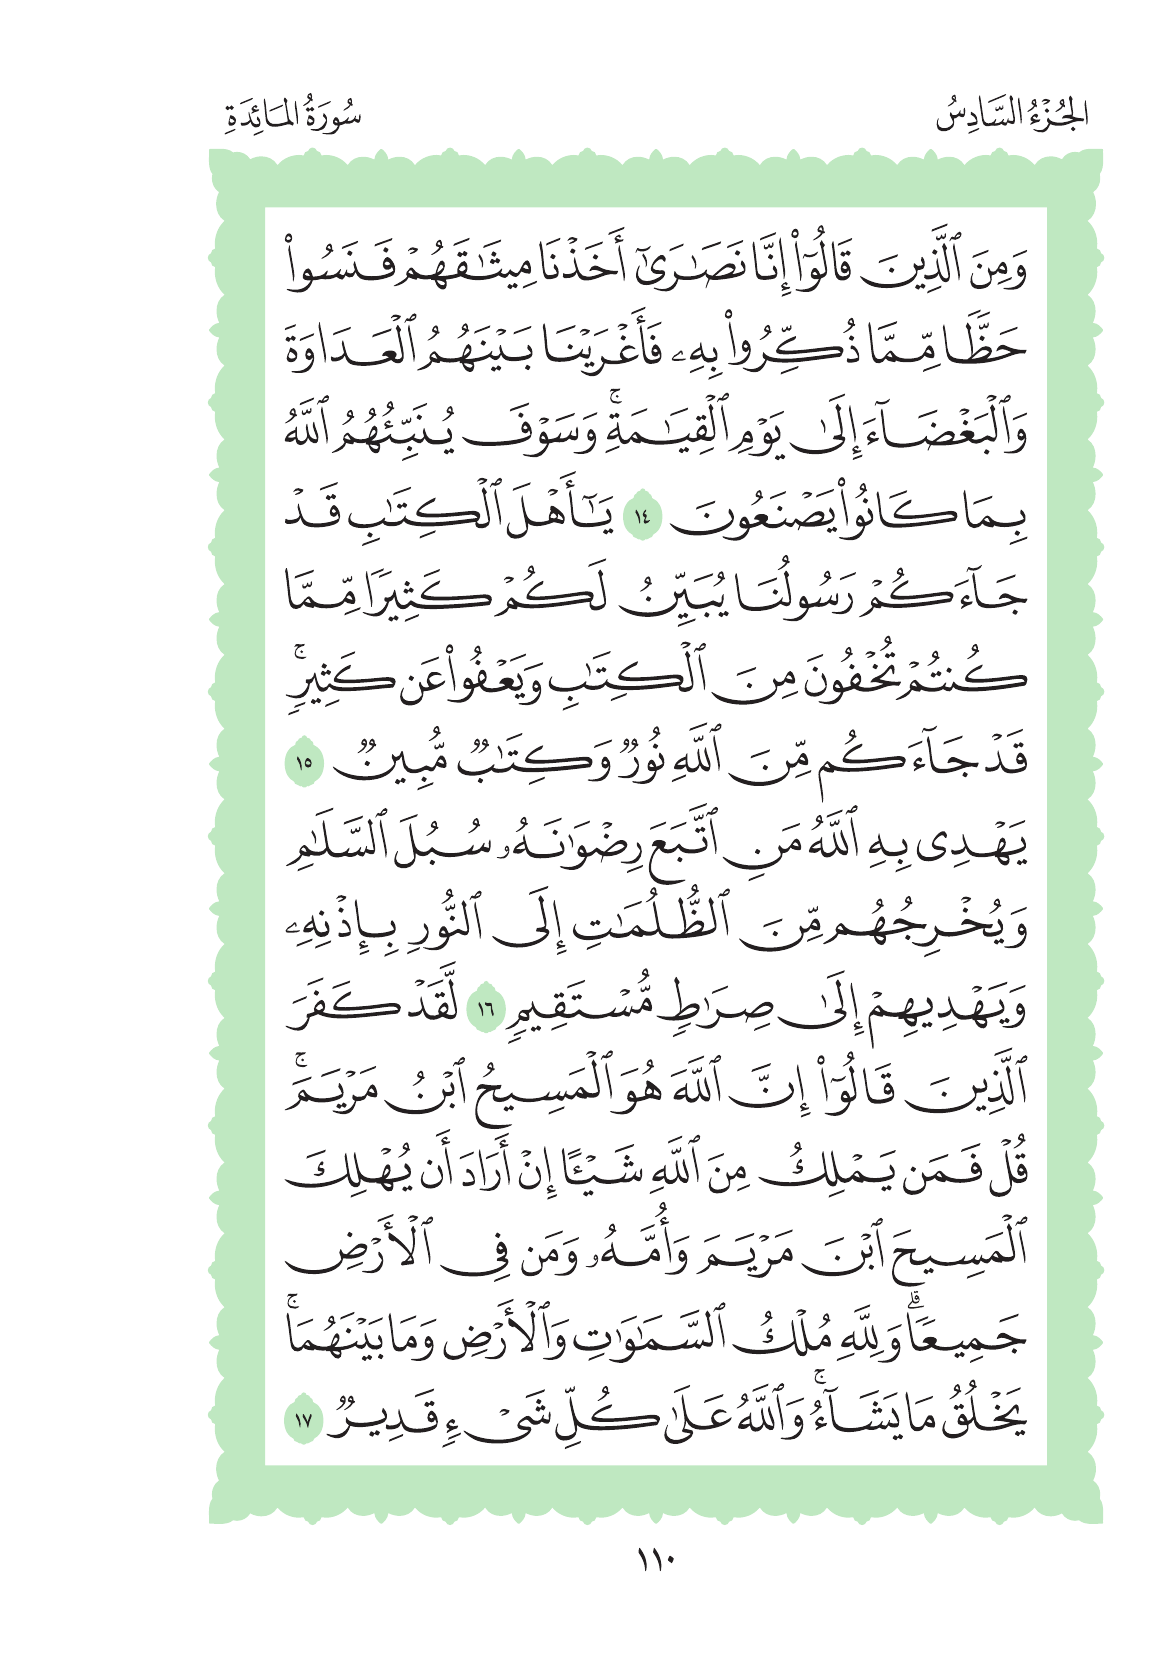 الجُزْءُ السَّادِسُ
سُورَةُ المَائِدَةِ
وَمِنَ ٱلَّذِينَ قَالُوٓاْ إِنَّا نَصَٰرَىٰٓ أَخَذْنَا مِيثَٰقَهُمْ فَنَسُواْ
حَظّٗا مِّمَّا ذُكِّرُواْ بِهِۦ فَأَغْرَيْنَا بَيْنَهُمُ ٱلْعَدَاوَةَ
وَٱلْبَغْضَآءَ إِلَىٰ يَوْمِ ٱلْقِيَٰمَةِۚ وَسَوْفَ يُنَبِّئُهُمُ ٱللَّهُ
بِمَا كَانُواْ يَصْنَعُونَ ١٤ يَٰٓأَهْلَ ٱلْكِتَٰبِ قَدْ
جَآءَكُمْ رَسُولُنَا يُبَيِّنُ لَكُمْ كَثِيرٗا مِّمَّا
كُنتُمْ تُخْفُونَ مِنَ ٱلْكِتَٰبِ وَيَعْفُواْ عَن كَثِيرٖۚ
قَدْ جَآءَكُم مِّنَ ٱللَّهِ نُورٞ وَكِتَٰبٞ مُّبِينٞ ١٥
يَهْدِى بِهِ ٱللَّهُ مَنِ ٱتَّبَعَ رِضْوَٰنَهُۥ سُبُلَ ٱلسَّلَٰمِ
وَيُخْرِجُهُم مِّنَ ٱلظُّلُمَٰتِ إِلَى ٱلنُّورِ بِإِذْنِهِۦ
وَيَهْدِيهِمْ إِلَىٰ صِرَٰطٖ مُّسْتَقِيمٖ ١٦ لَّقَدْ كَفَرَ
ٱلَّذِينَ قَالُوٓاْ إِنَّ ٱللَّهَ هُوَ ٱلْمَسِيحُ ٱبْنُ مَرْيَمَۚ
قُلْ فَمَن يَمْلِكُ مِنَ ٱللَّهِ شَيْـًٔا إِنْ أَرَادَ أَن يُهْلِكَ
ٱلْمَسِيحَ ٱبْنَ مَرْيَمَ وَأُمَّهُۥ وَمَن فِى ٱلْأَرْضِ
جَمِيعٗاۗ وَلِلَّهِ مُلْكُ ٱلسَّمَٰوَٰتِ وَٱلْأَرْضِ وَمَا بَيْنَهُمَاۚ
يَخْلُقُ مَا يَشَآءُۚ وَٱللَّهُ عَلَىٰ كُلِّ شَىْءٖ قَدِيرٞ ١٧
١١٠